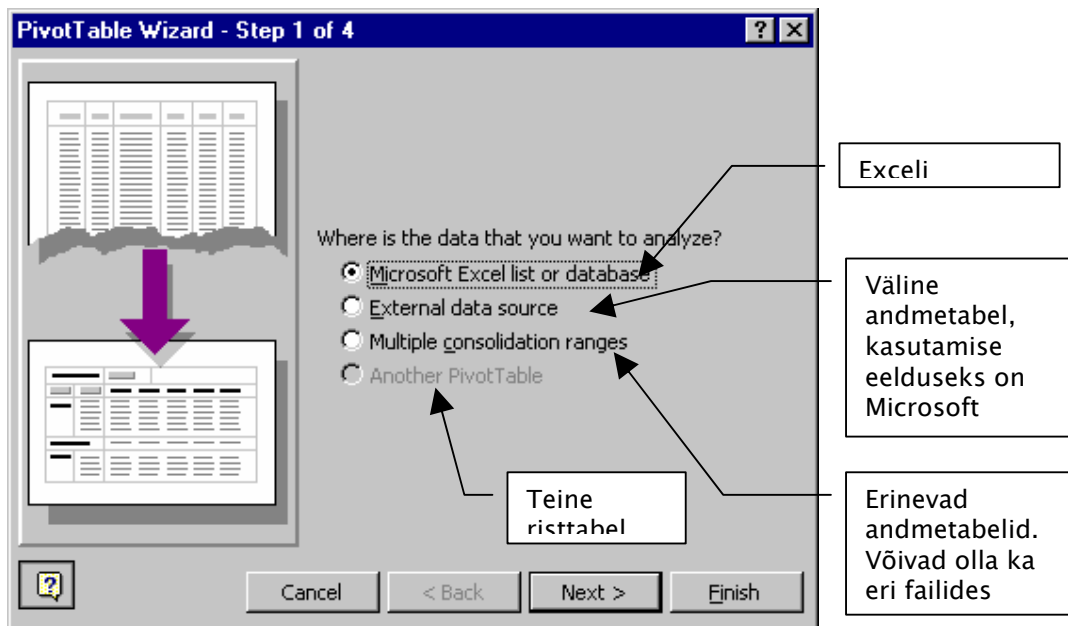 PivotTable Wizard - Step 1 of 4
Where is the data that you want to analyze?
Microsoft Excel list or database
External data source
Multiple consolidation ranges
Another PivotTable
Cancel
< Back
Next >
Finish
Exceli
Väline
andmetabel,
kasutamise
eelduseks on
Microsoft
Teine
risttabel
Erinevad
andmetabelid.
Võivad olla ka
eri failides